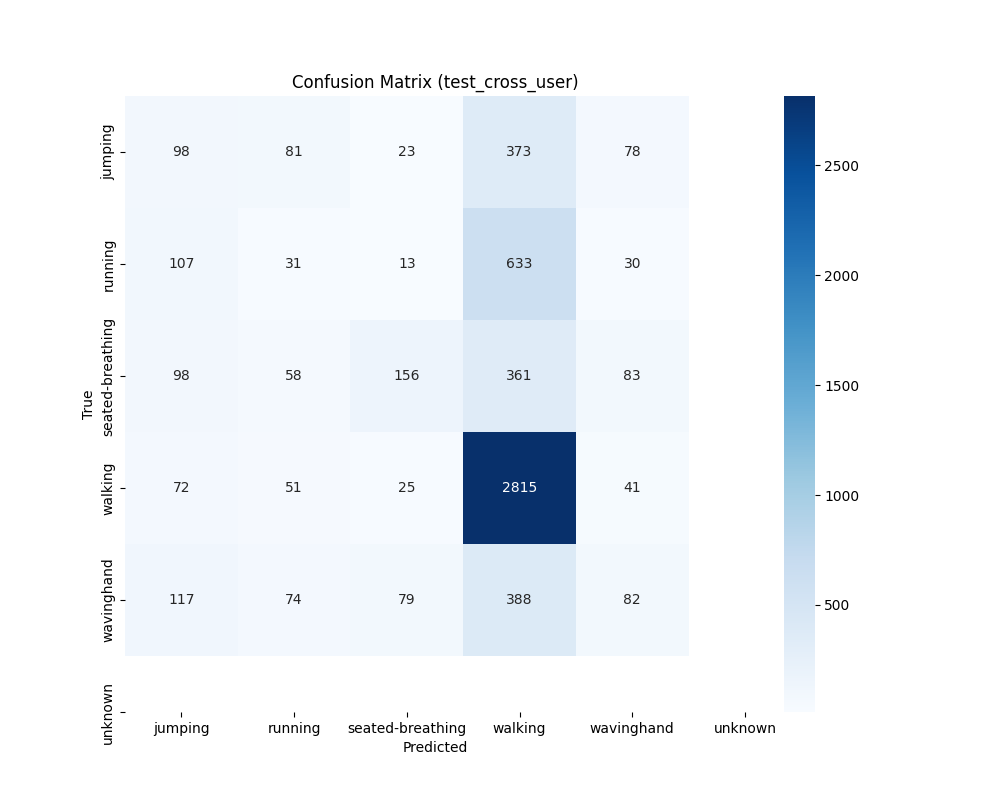 Confusion Matrix (test_cross_user)
True
jumping 98 81 23 373 78
running 107 31 13 633 30
seated-breathing 98 58 156 361 83
walking 72 51 25 2815 41
wavinghand 117 74 79 388 82
unknown
jumping running seated-breathing walking wavinghand unknown
Predicted
2500
2000
1500
1000
500